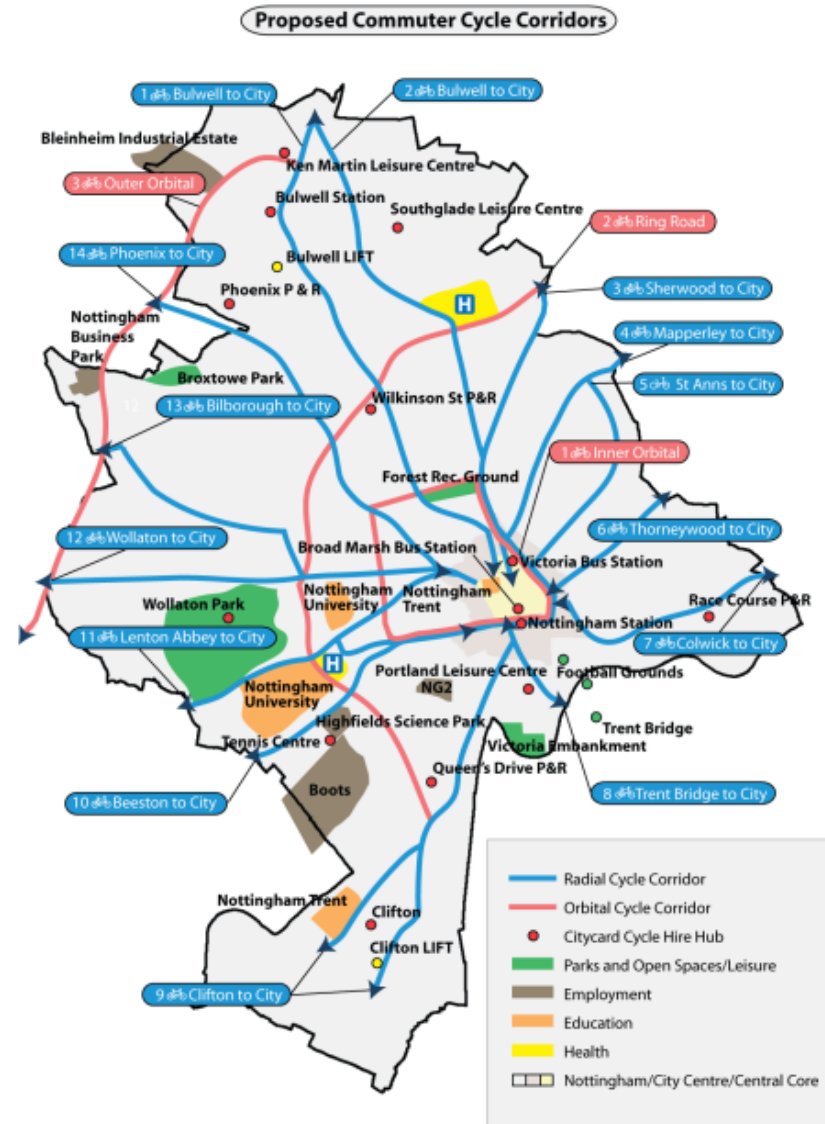 Proposed Commuter Cycle Corridors
1 Bulwell to City
2 Bulwell to City
Bleinheim Industrial Estate
Ken Martin Leisure Centre
3 Outer Orbital
Bulwell Station
Southglade Leisure Centre
2 Ring Road
14 Phoenix to City
Bulwell LIFT
Phoenix P & R
H
3 Sherwood to City
Nottingham
Business
Park
4 Mapperley to City
Broxtowe Park
5 St Anns to City
12
13 Bilborough to City
Wilkinson St P&R
1 Inner Orbital
Forest Rec. Ground
6 Thorneywood to City
12 Wollaton to City
Broad Marsh Bus Station
Victoria Bus Station
Wollaton Park
Nottingham
University
Nottingham
Trent
Race Course P&R
Nottingham Station
11 Lenton Abbey to City
7 Colwick to City
H
Portland Leisure Centre
Football Grounds
Nottingham
University
NG2
Highfields Science Park
Trent Bridge
Tennis Centre
Victoria Embankment
Queen's Drive P&R
Boots
10 Beeston to City
8 Trent Bridge to City
Nottingham Trent
Clifton
Clifton LIFT
9 Clifton to City
Radial Cycle Corridor
Orbital Cycle Corridor
Citycard Cycle Hire Hub
Parks and Open Spaces/Leisure
Employment
Education
Health
Nottingham/City Centre/Central Core